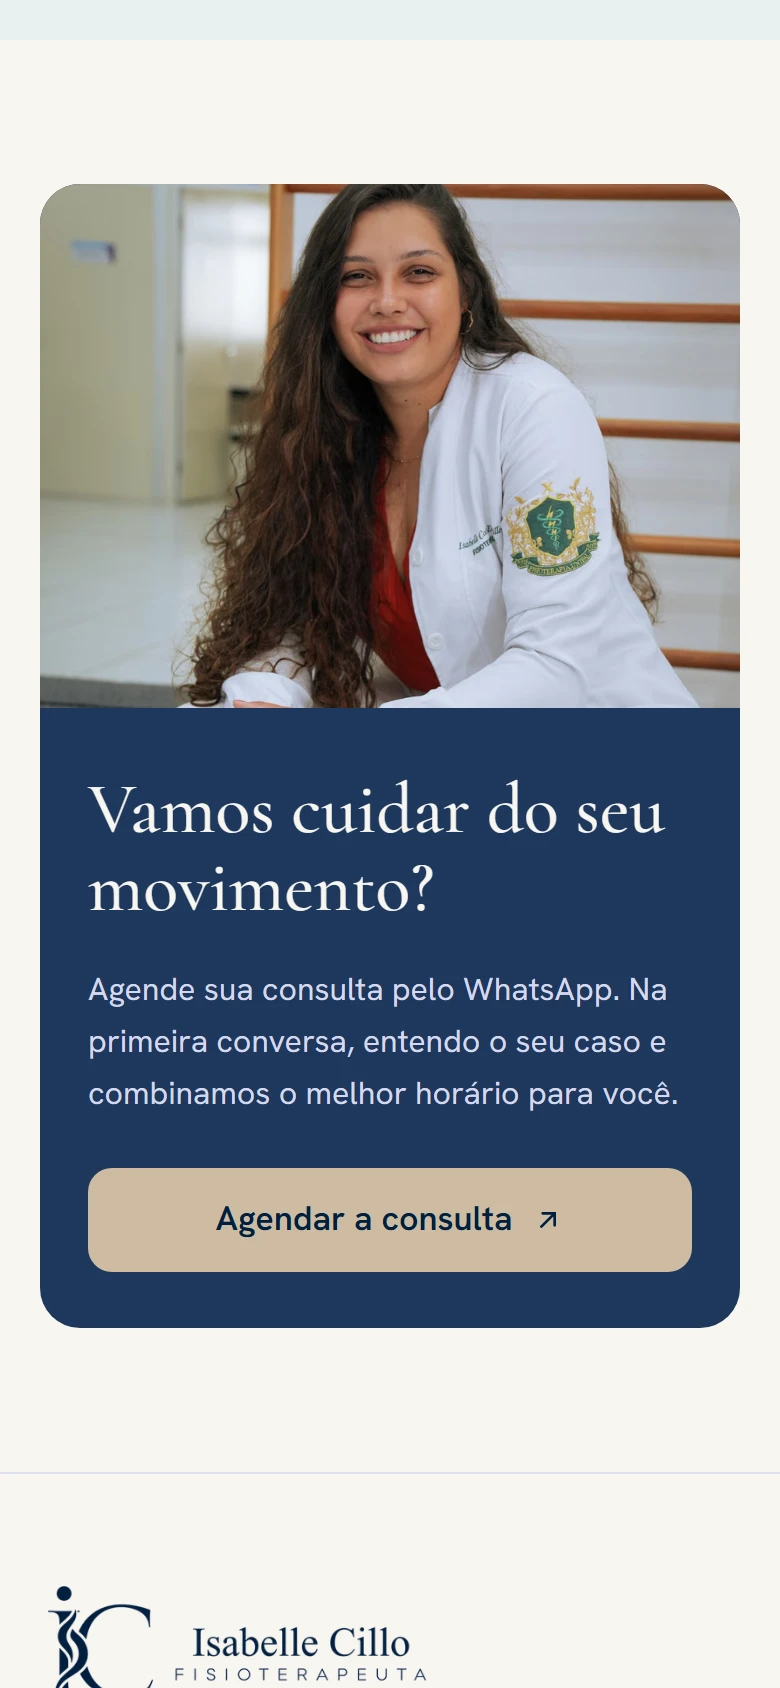 Vamos cuidar do seu
movimento?
Agende sua consulta pelo WhatsApp. Na
primeira conversa, entendo o seu caso e
combinamos o melhor horário para você.
Agendar a consulta
iC
Isabelle Cillo
FISIOTERAPEUTA